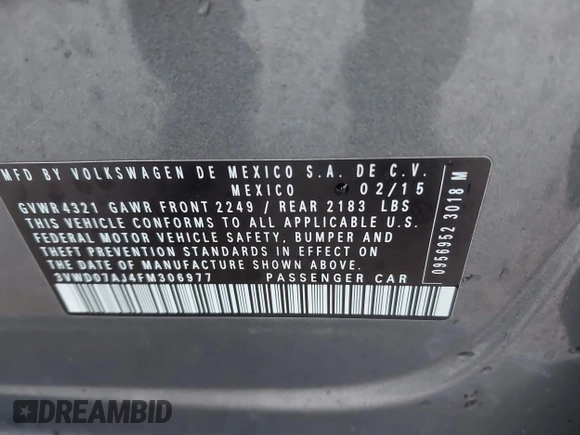 MFD BY VOLKSWAGEN DE MEXICO S.A. DE C.V.
MEXICO 02/15
GVWR 4321 GAWR FRONT 2249 / REAR 2183 LBS
THIS VEHICLE CONFORMS TO ALL APPLICABLE U.S.
FEDERAL MOTOR VEHICLE SAFETY, BUMPER AND
THEFT PREVENTION STANDARDS IN EFFECT ON
THE DATE OF MANUFACTURE SHOWN ABOVE.
3VWD07AJ4FM306977 PASSENGER CAR
0956952 3018 M
DREAMBID